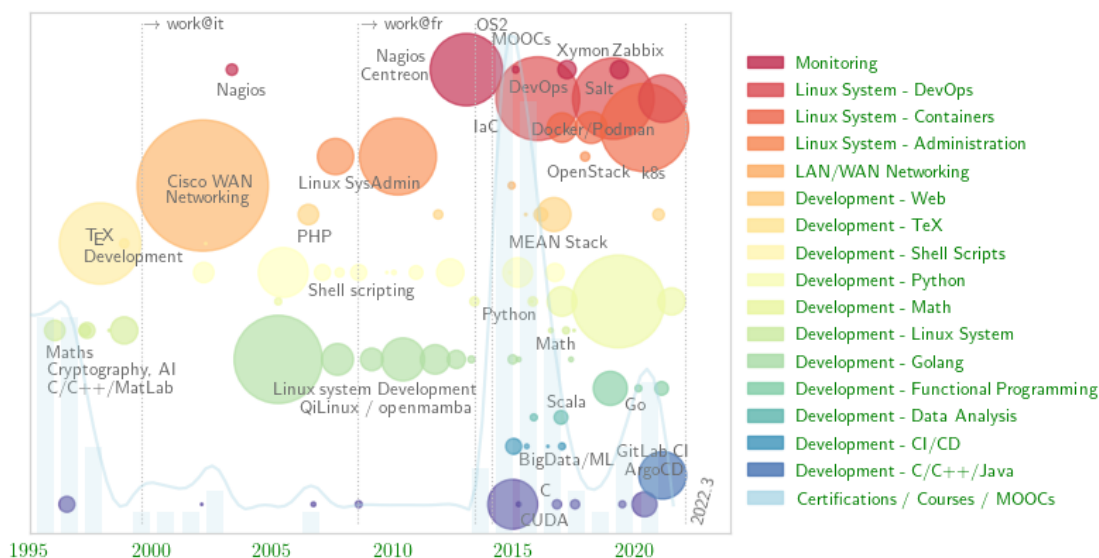 → work@it
→ work@fr
OS2
MOOCs
Nagios
Centreon
Xymon Zabbix
Nagios
DevOps
Salt
IaC
Docker/Podman
OpenStack
k8s
Cisco WAN
Networking
Linux SysAdmin
TEX
Development
PHP
MEAN Stack
Shell scripting
Python
Math
Maths
Cryptography, AI
C/C++/MatLab
Linux system Development
QiLinux / openmamba
Scala
Go
BigData/ML
GitLab CI
ArgoCD
C
CUDA
2022.3
1995
2000
2005
2010
2015
2020
Monitoring
Linux System - DevOps
Linux System - Containers
Linux System - Administration
LAN/WAN Networking
Development - Web
Development - TeX
Development - Shell Scripts
Development - Python
Development - Math
Development - Linux System
Development - Golang
Development - Functional Programming
Development - Data Analysis
Development - CI/CD
Development - C/C++/Java
Certifications / Courses / MOOCs